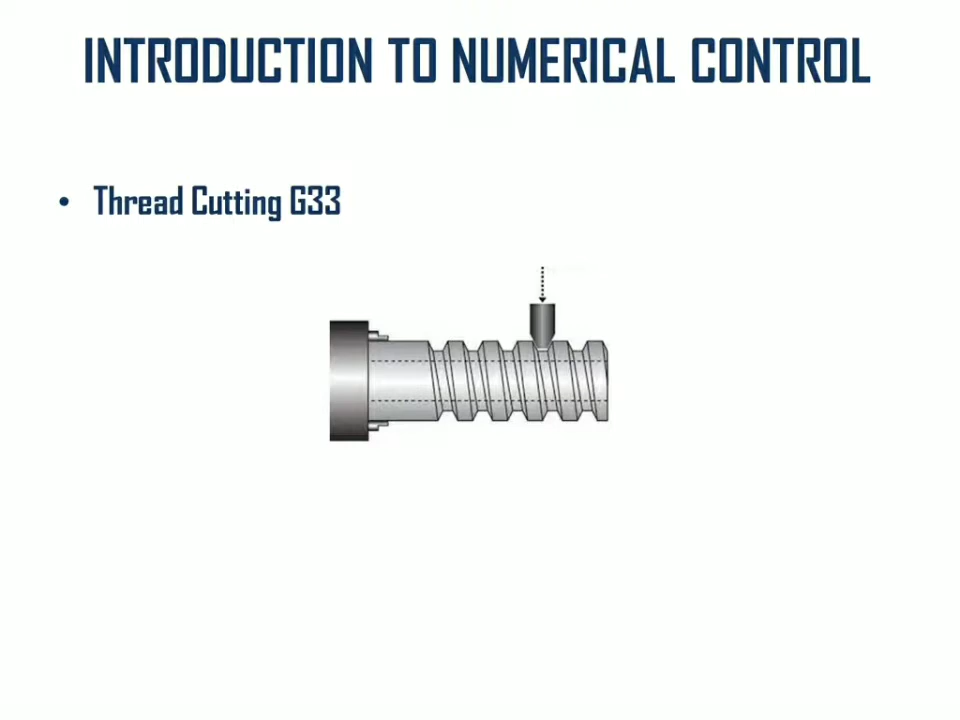 INTRODUCTION TO NUMERICAL CONTROL
• Thread Cutting G33